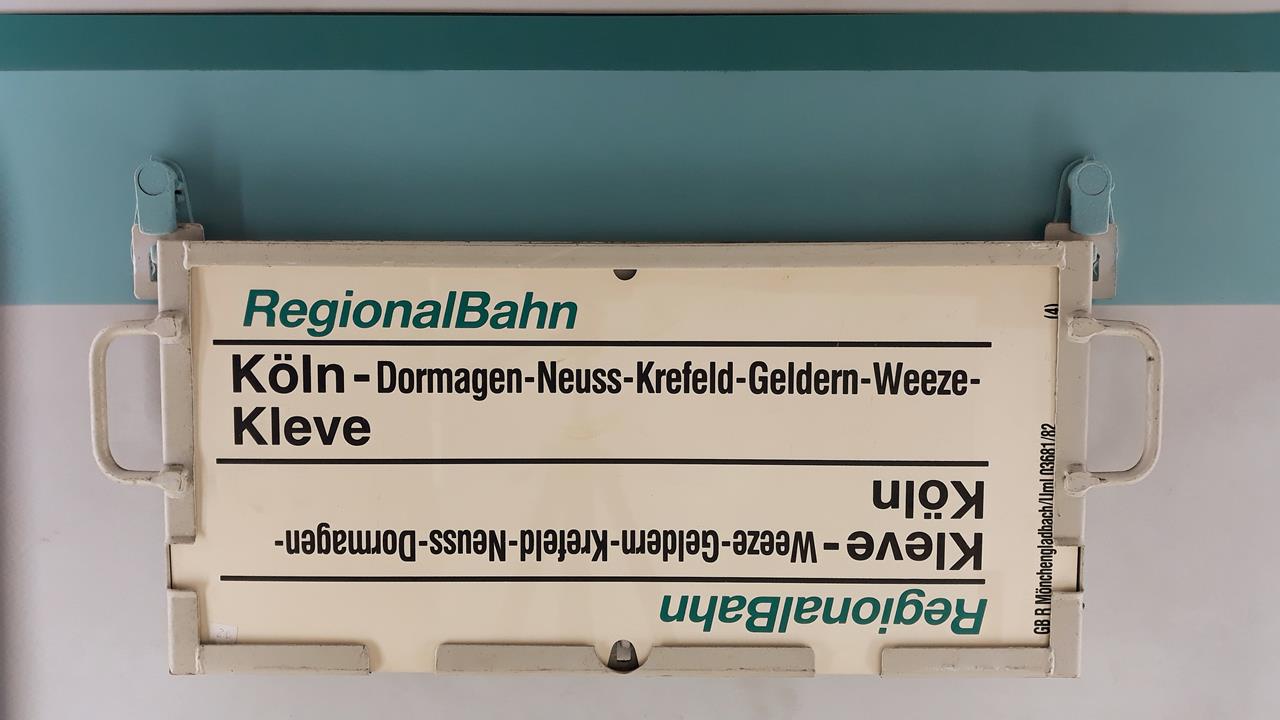 RegionalBahn
Köln-Dormagen-Neuss-Krefeld-Geldern-Weeze-
Kleve
RegionalBahn
Kleve-Weeze-Geldern-Krefeld-Neuss-Dormagen-
Köln
GB R Mönchengladbach/Uml 03681/82
(4)